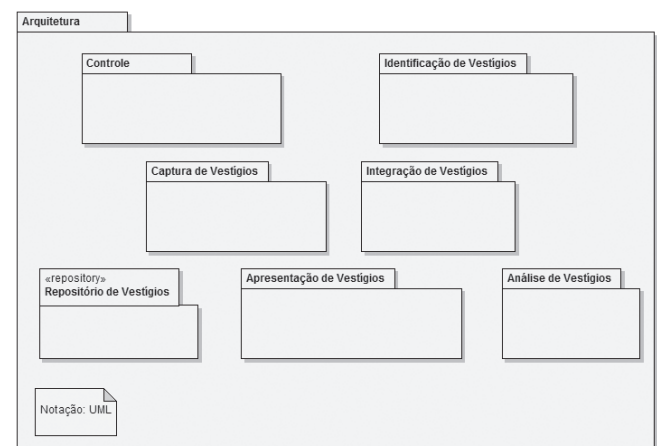 Arquitetura
Controle
Identificação de Vestígios
Captura de Vestígios
Integração de Vestígios
«repository»
Repositório de Vestígios
Apresentação de Vestígios
Análise de Vestígios
Notação: UML